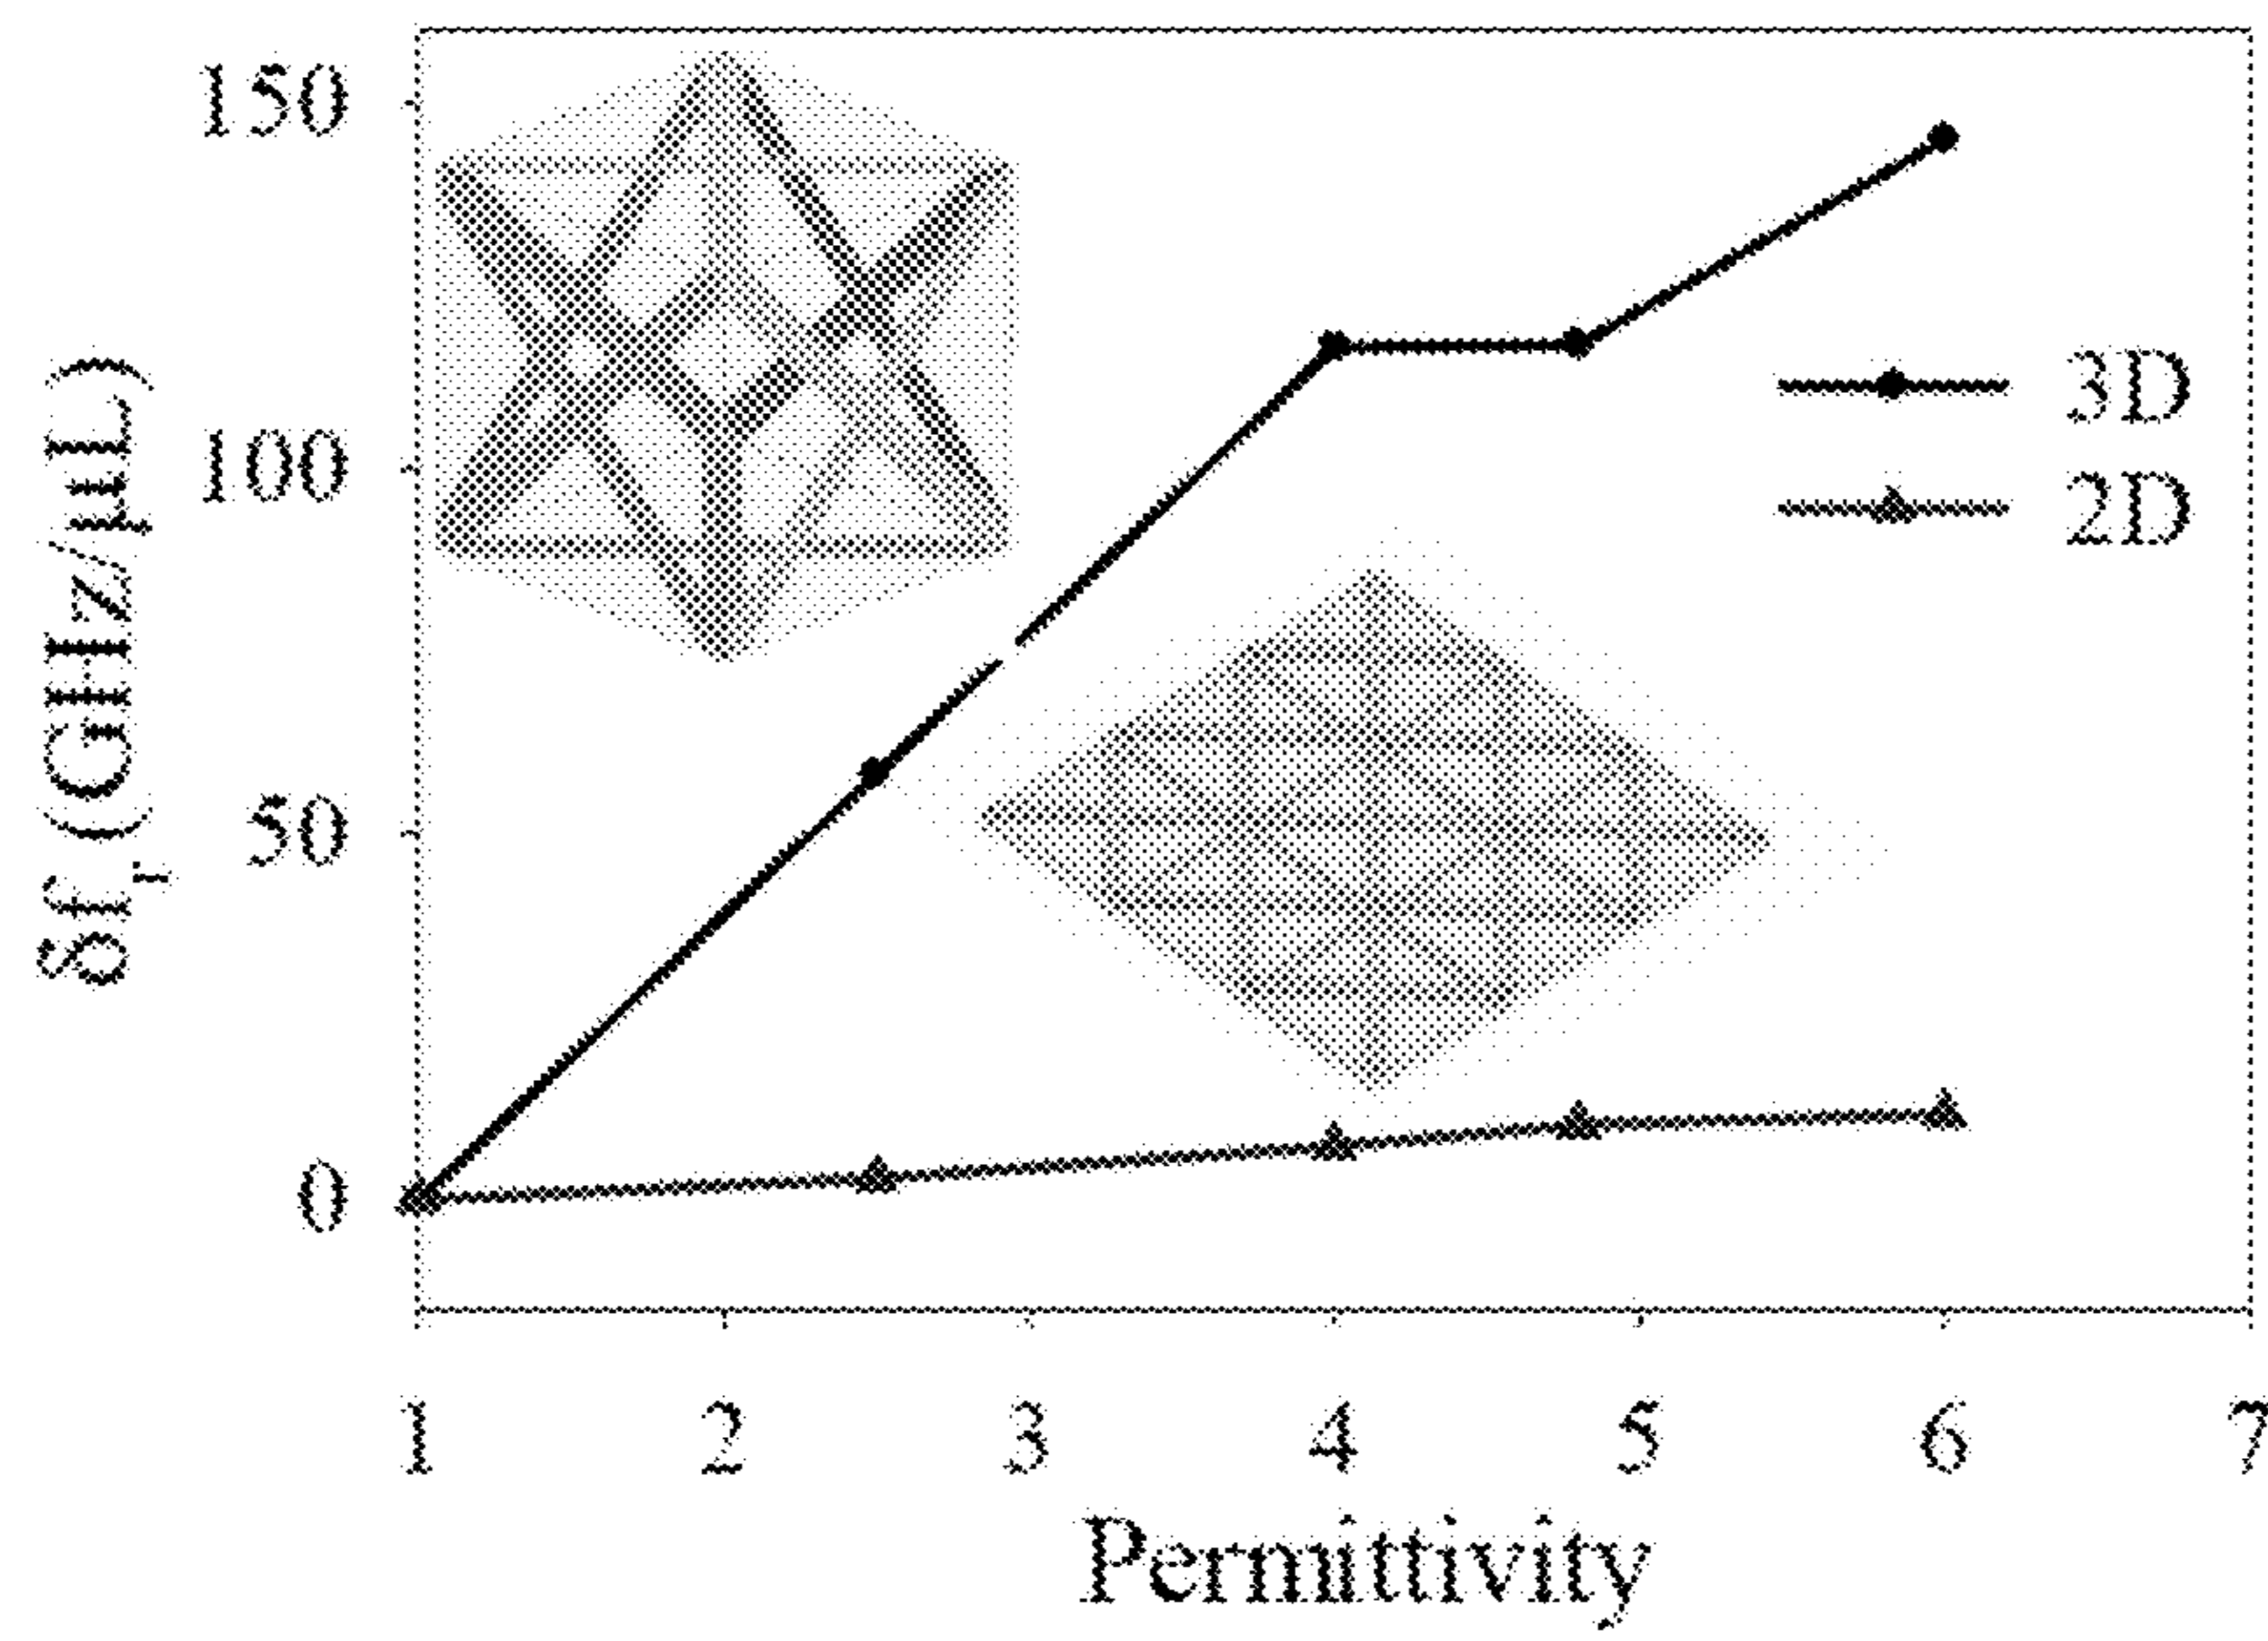 150
100
50
0
δf_r (GHz/μL)
3D
2D
1 2 3 4 5 6 7
Permittivity